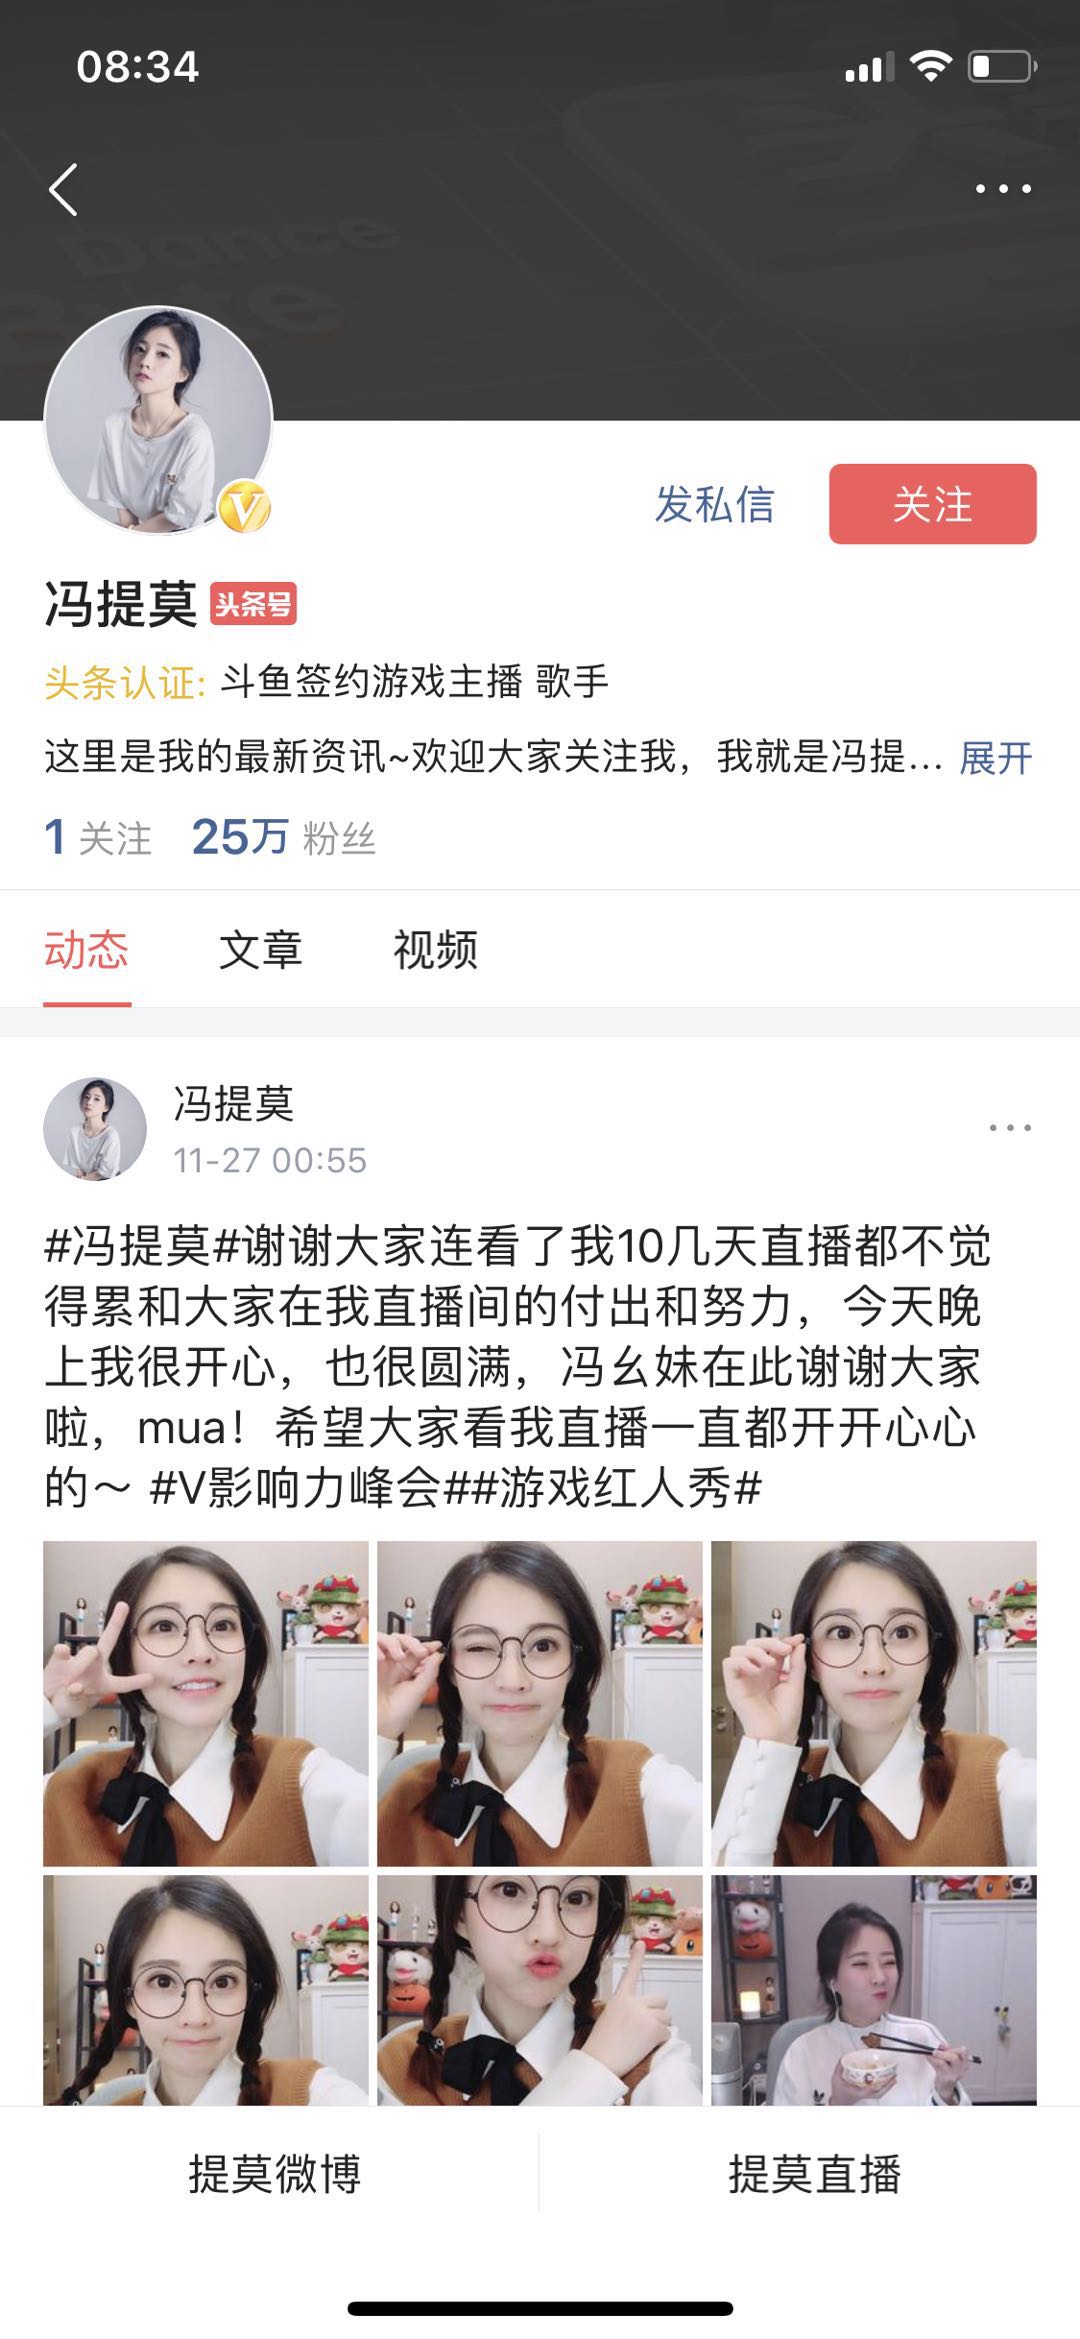 08:34
Dance
冯提莫 头条号
发私信
关注
头条认证: 斗鱼签约游戏主播 歌手
这里是我的最新资讯~欢迎大家关注我，我就是冯提... 展开
1 关注 25万 粉丝
动态 文章 视频
冯提莫
11-27 00:55
#冯提莫#谢谢大家连看了我10几天直播都不觉
得累和大家在我直播间的付出和努力，今天晚
上我很开心，也很圆满，冯幺妹在此谢谢大家
啦，mua！希望大家看我直播一直都开开心心
的～ #V影响力峰会##游戏红人秀#
提莫微博 提莫直播